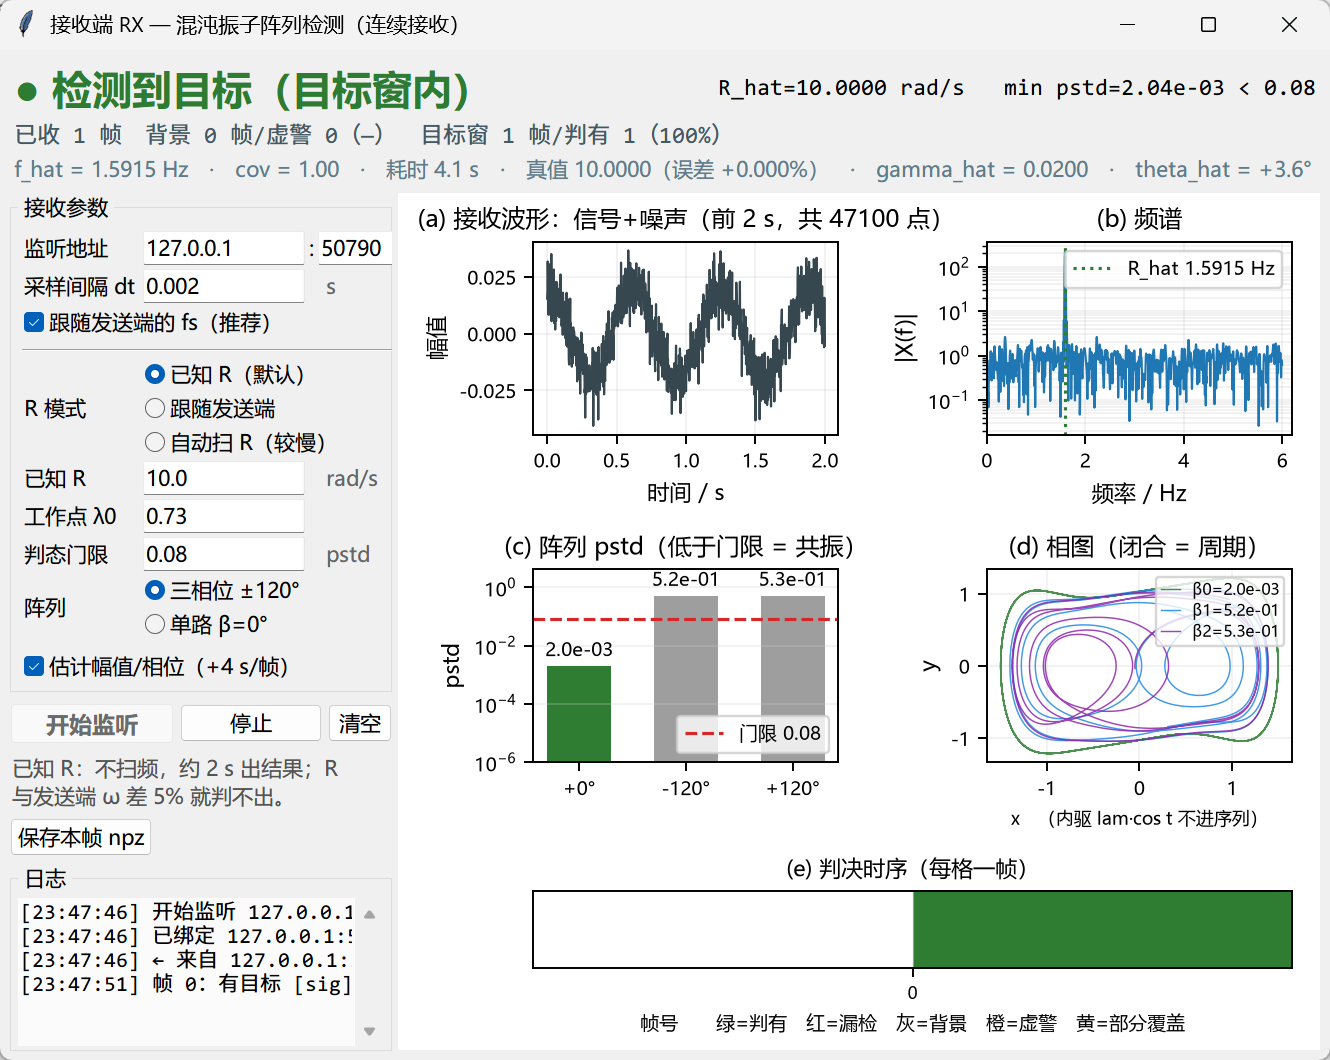 接收端 RX — 混沌振子阵列检测（连续接收）
● 检测到目标（目标窗内） R_hat=10.0000 rad/s min pstd=2.04e-03 < 0.08
已收 1 帧 背景 0 帧/虚警 0（—） 目标窗 1 帧/判有 1（100%）
f_hat = 1.5915 Hz · cov = 1.00 · 耗时 4.1 s · 真值 10.0000（误差 +0.000%） · gamma_hat = 0.0200 · theta_hat = +3.6°
接收参数
监听地址 127.0.0.1 : 50790
采样间隔 dt 0.002 s
跟随发送端的 fs（推荐）
R 模式
已知 R（默认）
跟随发送端
自动扫 R（较慢）
已知 R 10.0 rad/s
工作点 λ0 0.73
判态门限 0.08 pstd
阵列
三相位 ±120°
单路 β=0°
估计幅值/相位（+4 s/帧）
开始监听 停止 清空
已知 R：不扫频，约 2 s 出结果；R
与发送端 ω 差 5% 就判不出。
保存本帧 npz
日志
[23:47:46] 开始监听 127.0.0.1
[23:47:46] 已绑定 127.0.0.1:
[23:47:46] ← 来自 127.0.0.1:
[23:47:51] 帧 0: 有目标 [sig]
(a) 接收波形：信号+噪声（前 2 s，共 47100 点）
幅值
0.025
0.000
-0.025
0.0 0.5 1.0 1.5 2.0
时间 / s
(b) 频谱
|X(f)|
10²
10¹
10⁰
10⁻¹
R_hat 1.5915 Hz
0 2 4 6
频率 / Hz
(c) 阵列 pstd（低于门限 = 共振）
pstd
10⁰
10⁻²
10⁻⁴
10⁻⁶
2.0e-03 5.2e-01 5.3e-01
门限 0.08
+0° -120° +120°
(d) 相图（闭合 = 周期）
y
1
0
-1
β0=2.0e-03
β1=5.2e-01
β2=5.3e-01
-1 0 1
x （内驱 lam·cos t 不进序列）
(e) 判决时序（每格一帧）
0
帧号 绿=判有 红=漏检 灰=背景 橙=虚警 黄=部分覆盖